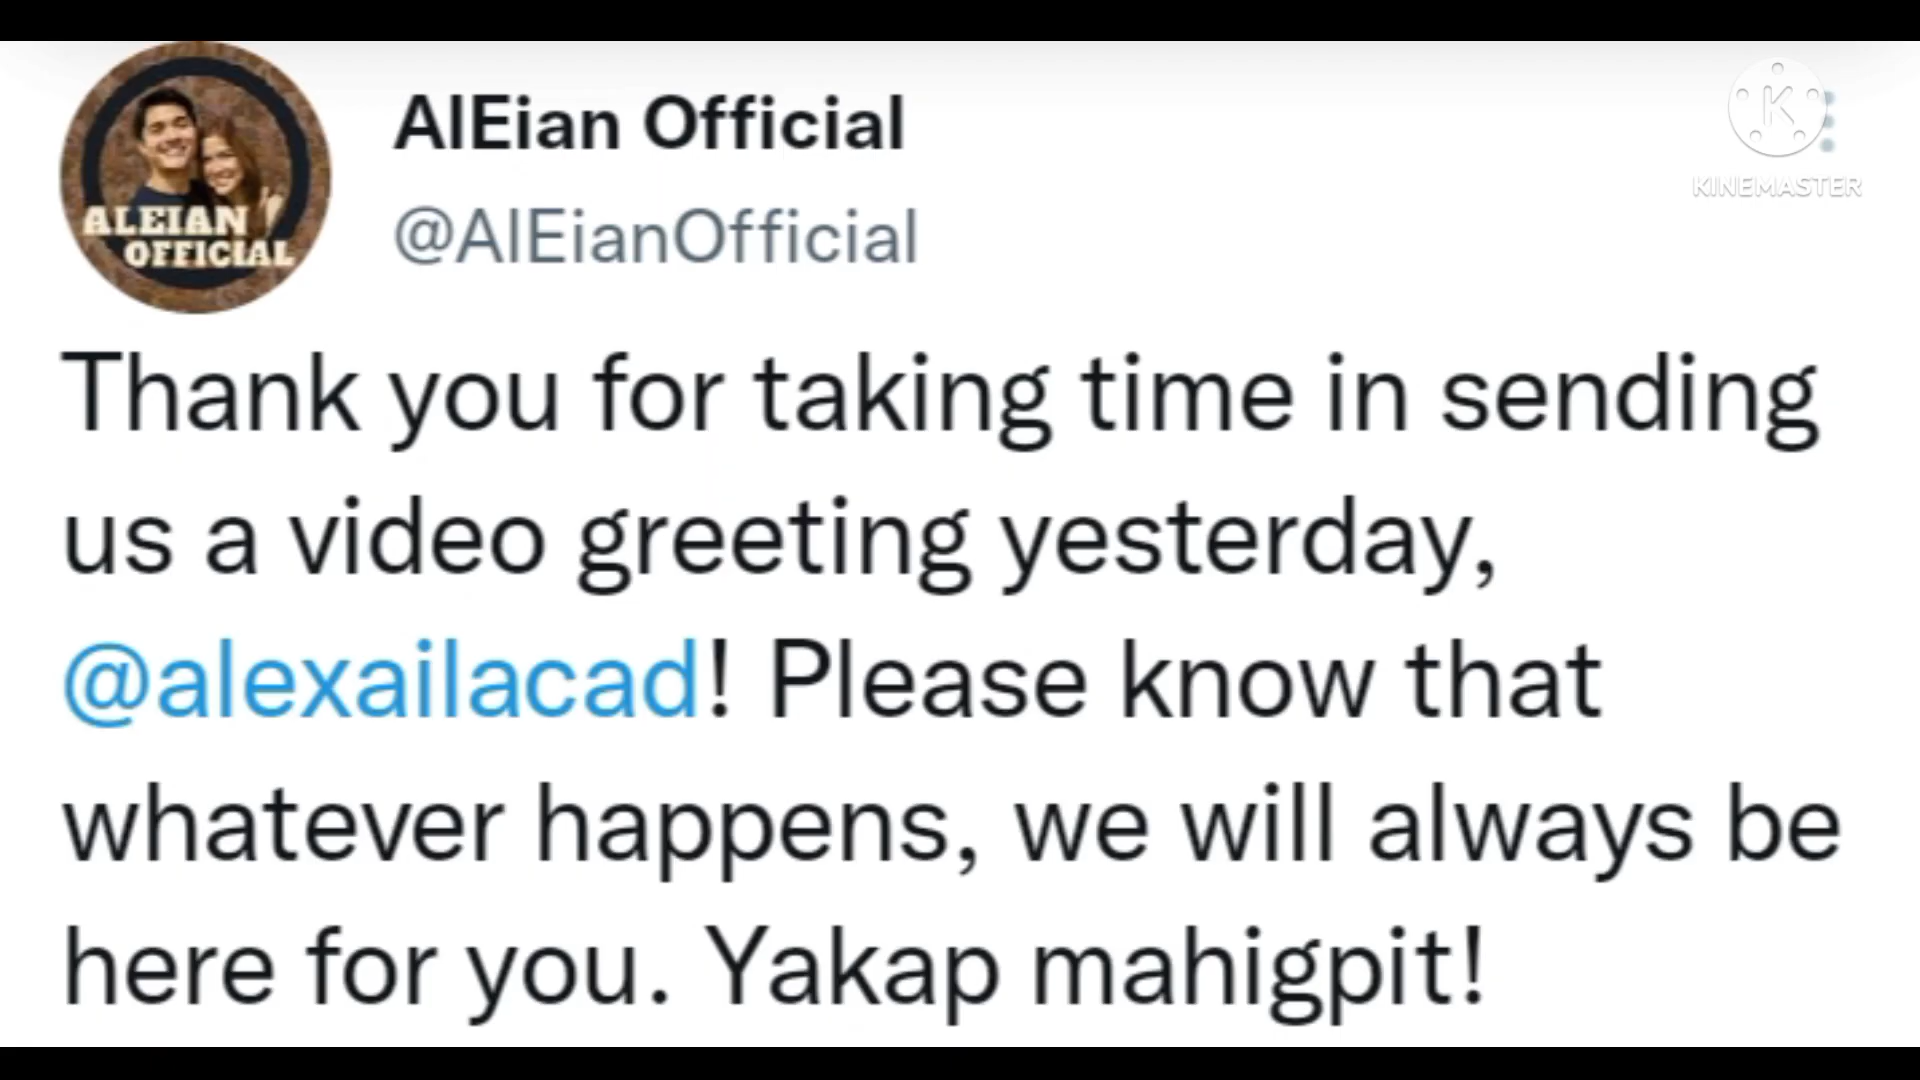 AlEian Official
@AlEianOfficial
ALEIAN
OFFICIAL
K
KINEMASTER
Thank you for taking time in sending
us a video greeting yesterday,
@alexailacad! Please know that
whatever happens, we will always be
here for you. Yakap mahigpit!